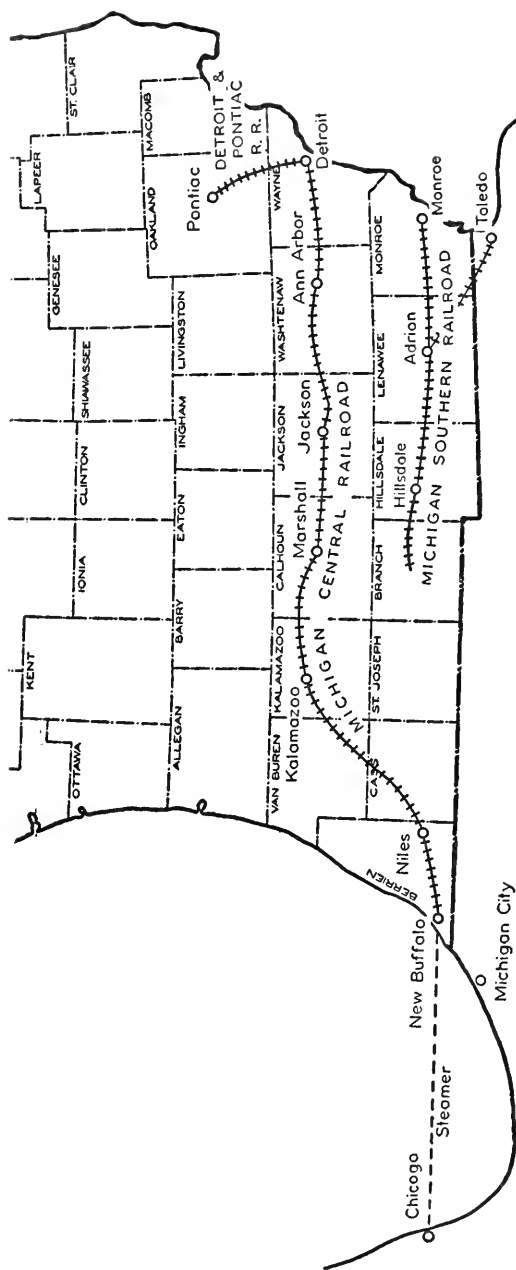 ST. CLAIR
LAPEER
MACOMB
GENESEE
OAKLAND
SHIAWASSEE
LIVINGSTON
CLINTON
INGHAM
IONIA
EATON
KENT
BARRY
OTTAWA
ALLEGAN
Pontiac
DETROIT &
PONTIAC
R. R.
WAYNE
Detroit
WASHTENAW
Ann Arbor
JACKSON
Jackson
CALHOUN
Marshall
KALAMAZOO
Kalamazoo
VAN BUREN
MICHIGAN CENTRAL RAILROAD
MONROE
Monroe
LENAWEE
Adrion
HILLSDALE
Hillsdale
BRANCH
ST. JOSEPH
CASS
MICHIGAN SOUTHERN RAILROAD
Toledo
BERRIEN
Niles
New Buffalo
Michigan City
Steamer
Chicogo